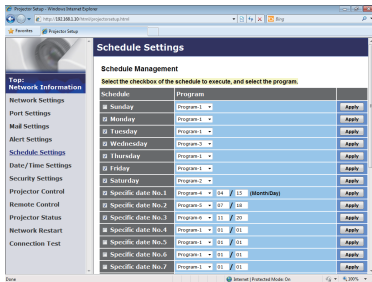 Projector Setup - Windows Internet Explorer
http://192.168.1.10/html/projectorsetup.html
Bing
Favorites
Projector Setup
Schedule Settings
Top:
Network Information
Network Settings
Port Settings
Mail Settings
Alert Settings
Schedule Settings
Date/Time Settings
Security Settings
Projector Control
Remote Control
Projector Status
Network Restart
Connection Test
Schedule Management
Select the checkbox of the schedule to execute, and select the program.
Schedule Program
Sunday Program-1 Apply
Monday Program-1 Apply
Tuesday Program-1 Apply
Wednesday Program-3 Apply
Thursday Program-1 Apply
Friday Program-1 Apply
Saturday Program-2 Apply
Specific date No.1 Program-4 04 / 15 (Month/Day) Apply
Specific date No.2 Program-5 07 / 18 Apply
Specific date No.3 Program-6 11 / 20 Apply
Specific date No.4 Program-1 01 / 01 Apply
Specific date No.5 Program-1 01 / 01 Apply
Specific date No.6 Program-1 01 / 01 Apply
Specific date No.7 Program-1 01 / 01 Apply
Done
Internet | Protected Mode: On
100%